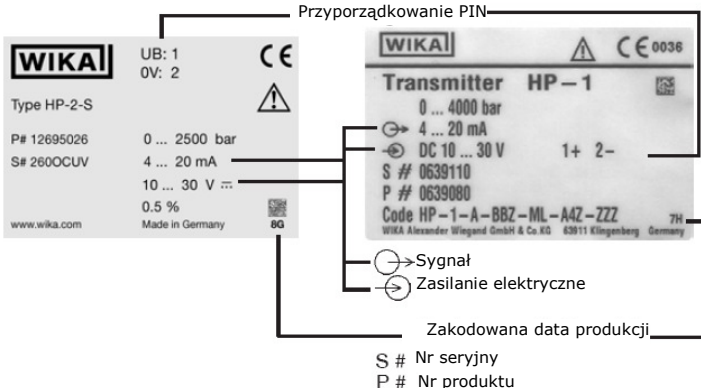 Przyporządkowanie PIN
WIKA
UB: 1
0V: 2
CE
Type HP-2-S
P# 12695026
0 ... 2500 bar
S# 260OCUV
4 ... 20 mA
10 ... 30 V
0.5 %
www.wika.com
Made in Germany
8G
WIKA
CE 0036
Transmitter HP-1
0 ... 4000 bar
4 ... 20 mA
DC 10 ... 30 V 1+ 2-
S # 0639110
P # 0639080
Code HP-1-A-BBZ-ML-A4Z-ZZZ
7H
WIKA Alexander Wiegand GmbH & Co.KG 63911 Klingenberg Germany
Sygnał
Zasilanie elektryczne
Zakodowana data produkcji
S # Nr seryjny
P # Nr produktu